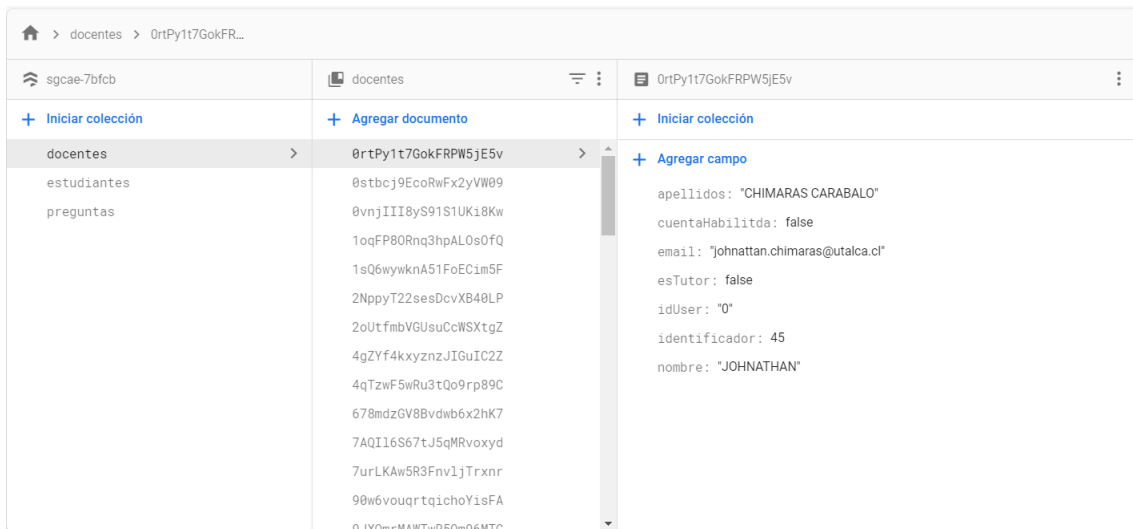 docentes > 0rtPy1t7GokFR...
sgcae-7bfcb
docentes
0rtPy1t7GokFRPW5jE5v
+ Iniciar colección
+ Agregar documento
+ Iniciar colección
docentes
estudiantes
preguntas
0rtPy1t7GokFRPW5jE5v
0stbcj9EcoRwFx2yVW09
0vnjIII8yS91S1UKi8Kw
1oqFP8ORnq3hpALOsOfQ
1sQ6wywknA51FoECim5F
2NppyT22sesDcvXB40LP
2oUtfmbVGUsuCcWSXtgZ
4gZYf4kxyznzJIGuIC2Z
4qTzwF5wRu3tQo9rp89C
678mdzGV8Bvdwb6x2hK7
7AQIl6S67tJ5qMRvoxyd
7urLKAw5R3FnvljTrxnr
90w6vouqrtqichoYisFA
+ Agregar campo
apellidos: "CHIMARAS CARABALO"
cuentaHabilitda: false
email: "johnattan.chimaras@utalca.cl"
esTutor: false
idUser: "0"
identificador: 45
nombre: "JOHNATHAN"